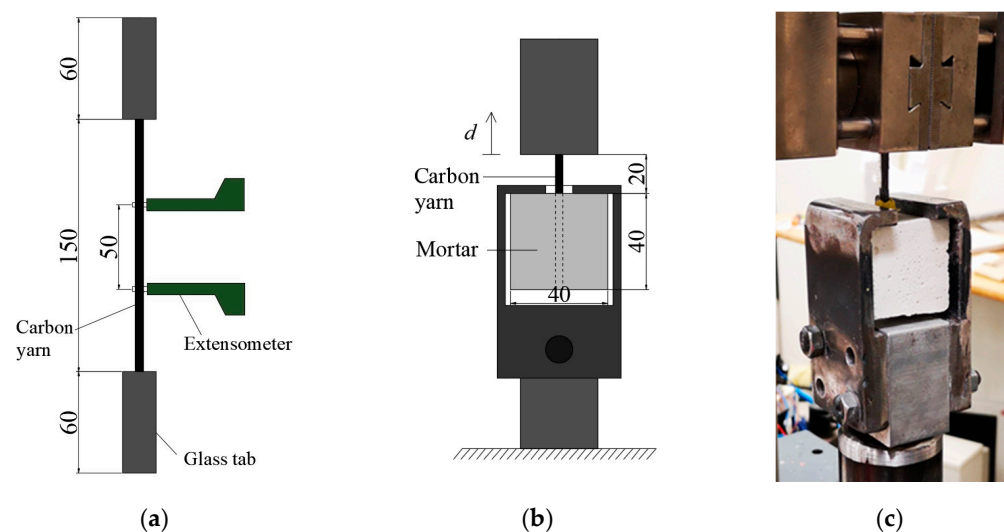 60
150
50
60
Carbon
yarn
Extensometer
Glass tab
d
Carbon
yarn
Mortar
20
40
40
(a)
(b)
(c)